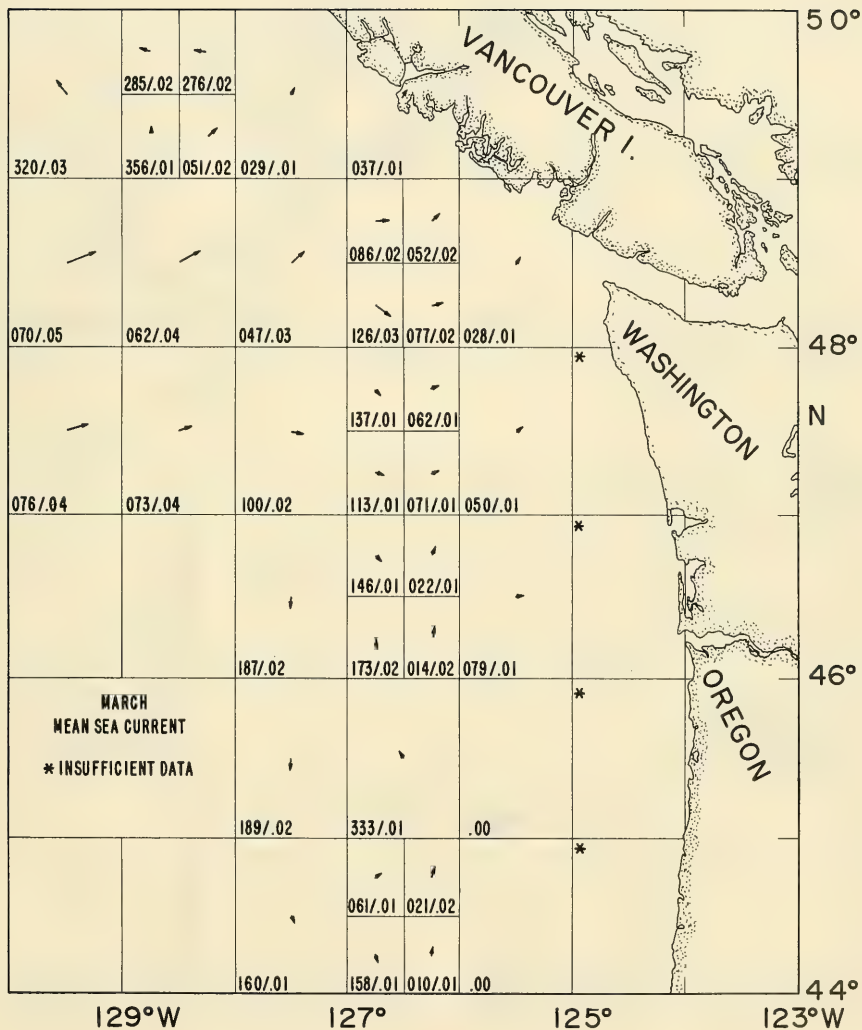 50°
VANCOUVER I.
285/.02 276/.02
320/.03 356/.01 051/.02 029/.01 037/.01
086/.02 052/.02
070/.05 062/.04 047/.03 126/.03 077/.02 028/.01
48°
*
WASHINGTON
137/.01 062/.01
N
076/.04 073/.04 100/.02 113/.01 071/.01 050/.01
*
146/.01 022/.01
187/.02 173/.02 014/.02 079/.01
46°
*
OREGON
MARCH
MEAN SEA CURRENT
* INSUFFICIENT DATA
189/.02 333/.01 .00
*
061/.01 021/.02
160/.01 158/.01 010/.01 .00
44°
129°W 127° 125° 123°W